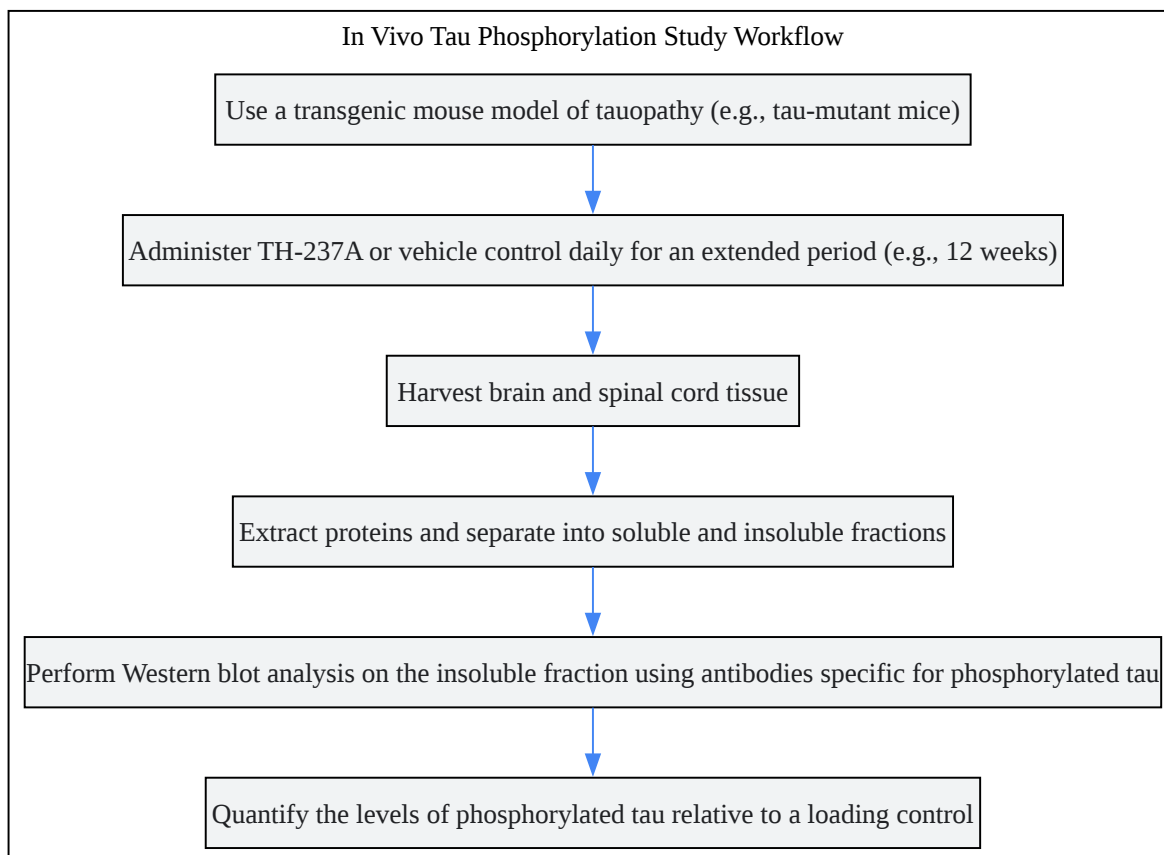 In Vivo Tau Phosphorylation Study Workflow
Use a transgenic mouse model of tauopathy (e.g., tau-mutant mice)
Administer TH-237A or vehicle control daily for an extended period (e.g., 12 weeks)
Harvest brain and spinal cord tissue
Extract proteins and separate into soluble and insoluble fractions
Perform Western blot analysis on the insoluble fraction using antibodies specific for phosphorylated tau
Quantify the levels of phosphorylated tau relative to a loading control